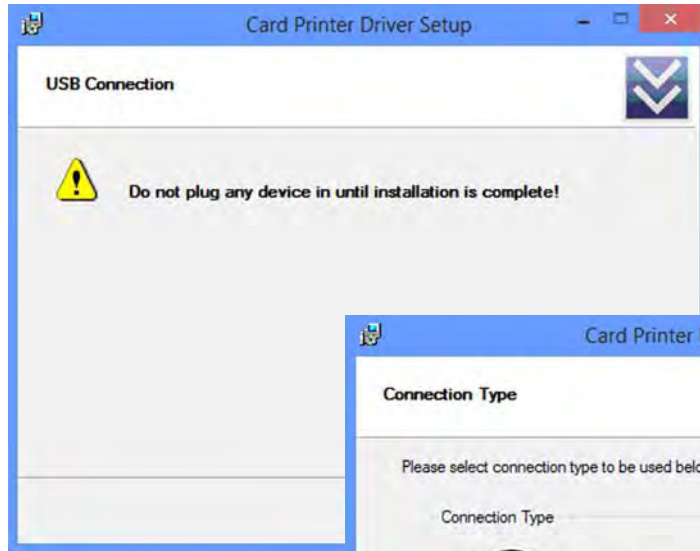 Card Printer Driver Setup
USB Connection
Do not plug any device in until installation is complete!
Card Printer
Connection Type
Please select connection type to be used
Connection Type